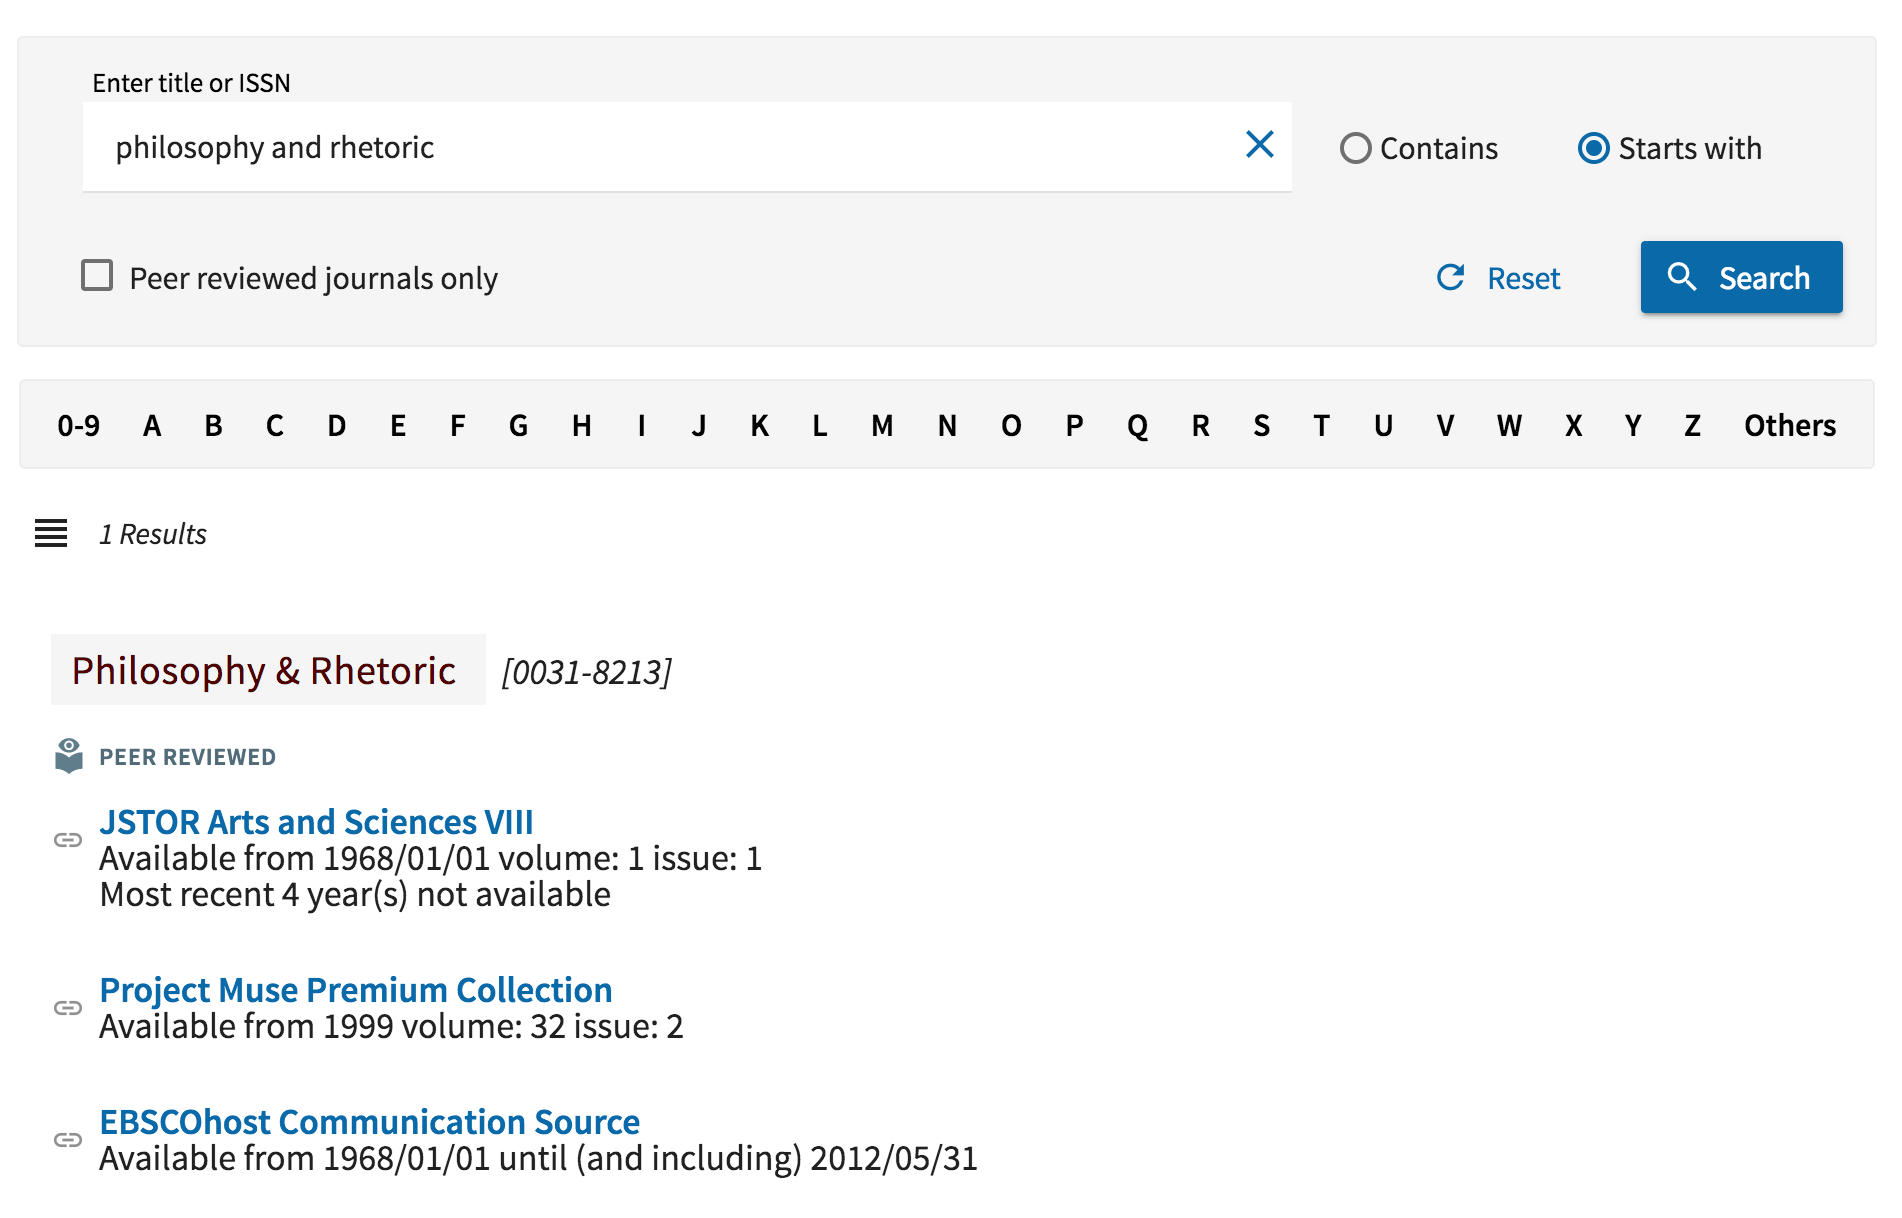 Enter title or ISSN
philosophy and rhetoric
Contains
Starts with
Peer reviewed journals only
Reset
Search
0-9 A B C D E F G H I J K L M N O P Q R S T U V W X Y Z Others
1 Results
Philosophy & Rhetoric [0031-8213]
PEER REVIEWED
JSTOR Arts and Sciences VIII
Available from 1968/01/01 volume: 1 issue: 1
Most recent 4 year(s) not available
Project Muse Premium Collection
Available from 1999 volume: 32 issue: 2
EBSCOhost Communication Source
Available from 1968/01/01 until (and including) 2012/05/31